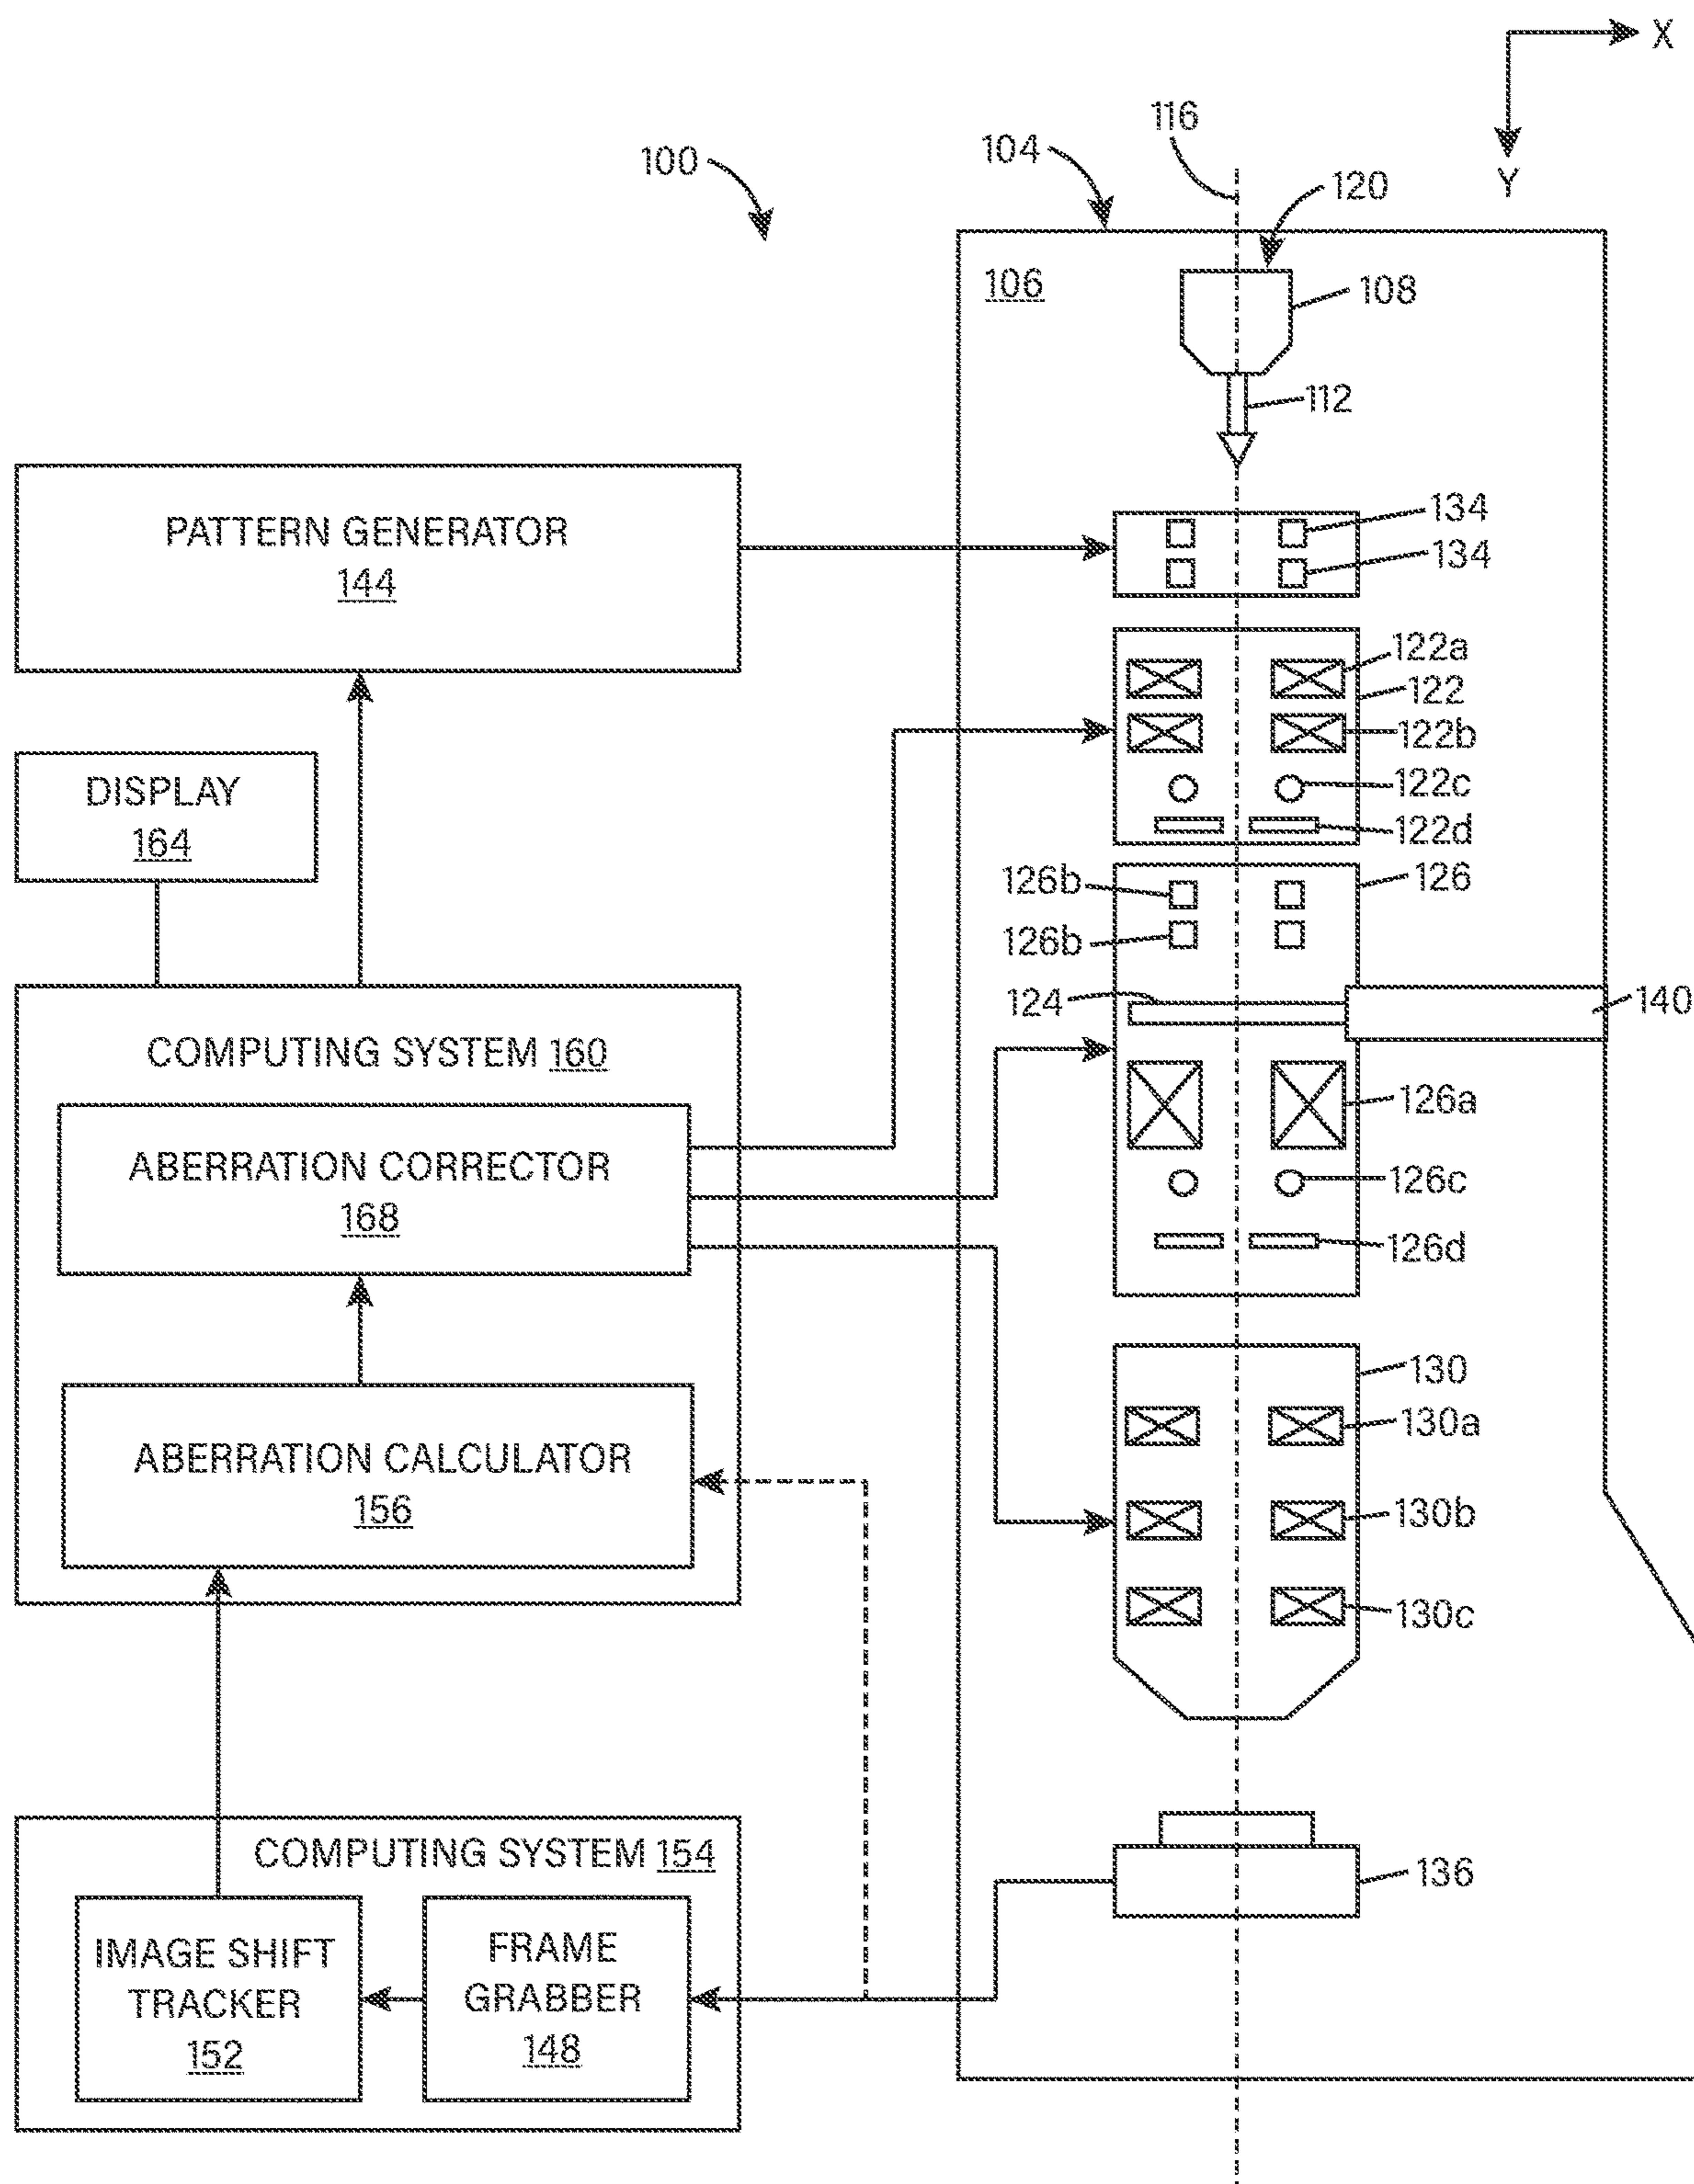 X
Y
116
104
100
120
106
108
112
PATTERN GENERATOR
144
134
134
122a
122
122b
122c
122d
DISPLAY
164
126b
126
126b
124
140
COMPUTING SYSTEM 160
126a
ABERRATION CORRECTOR
168
126c
126d
130
130a
ABERRATION CALCULATOR
156
130b
130c
COMPUTING SYSTEM 154
136
IMAGE SHIFT
TRACKER
152
FRAME
GRABBER
148